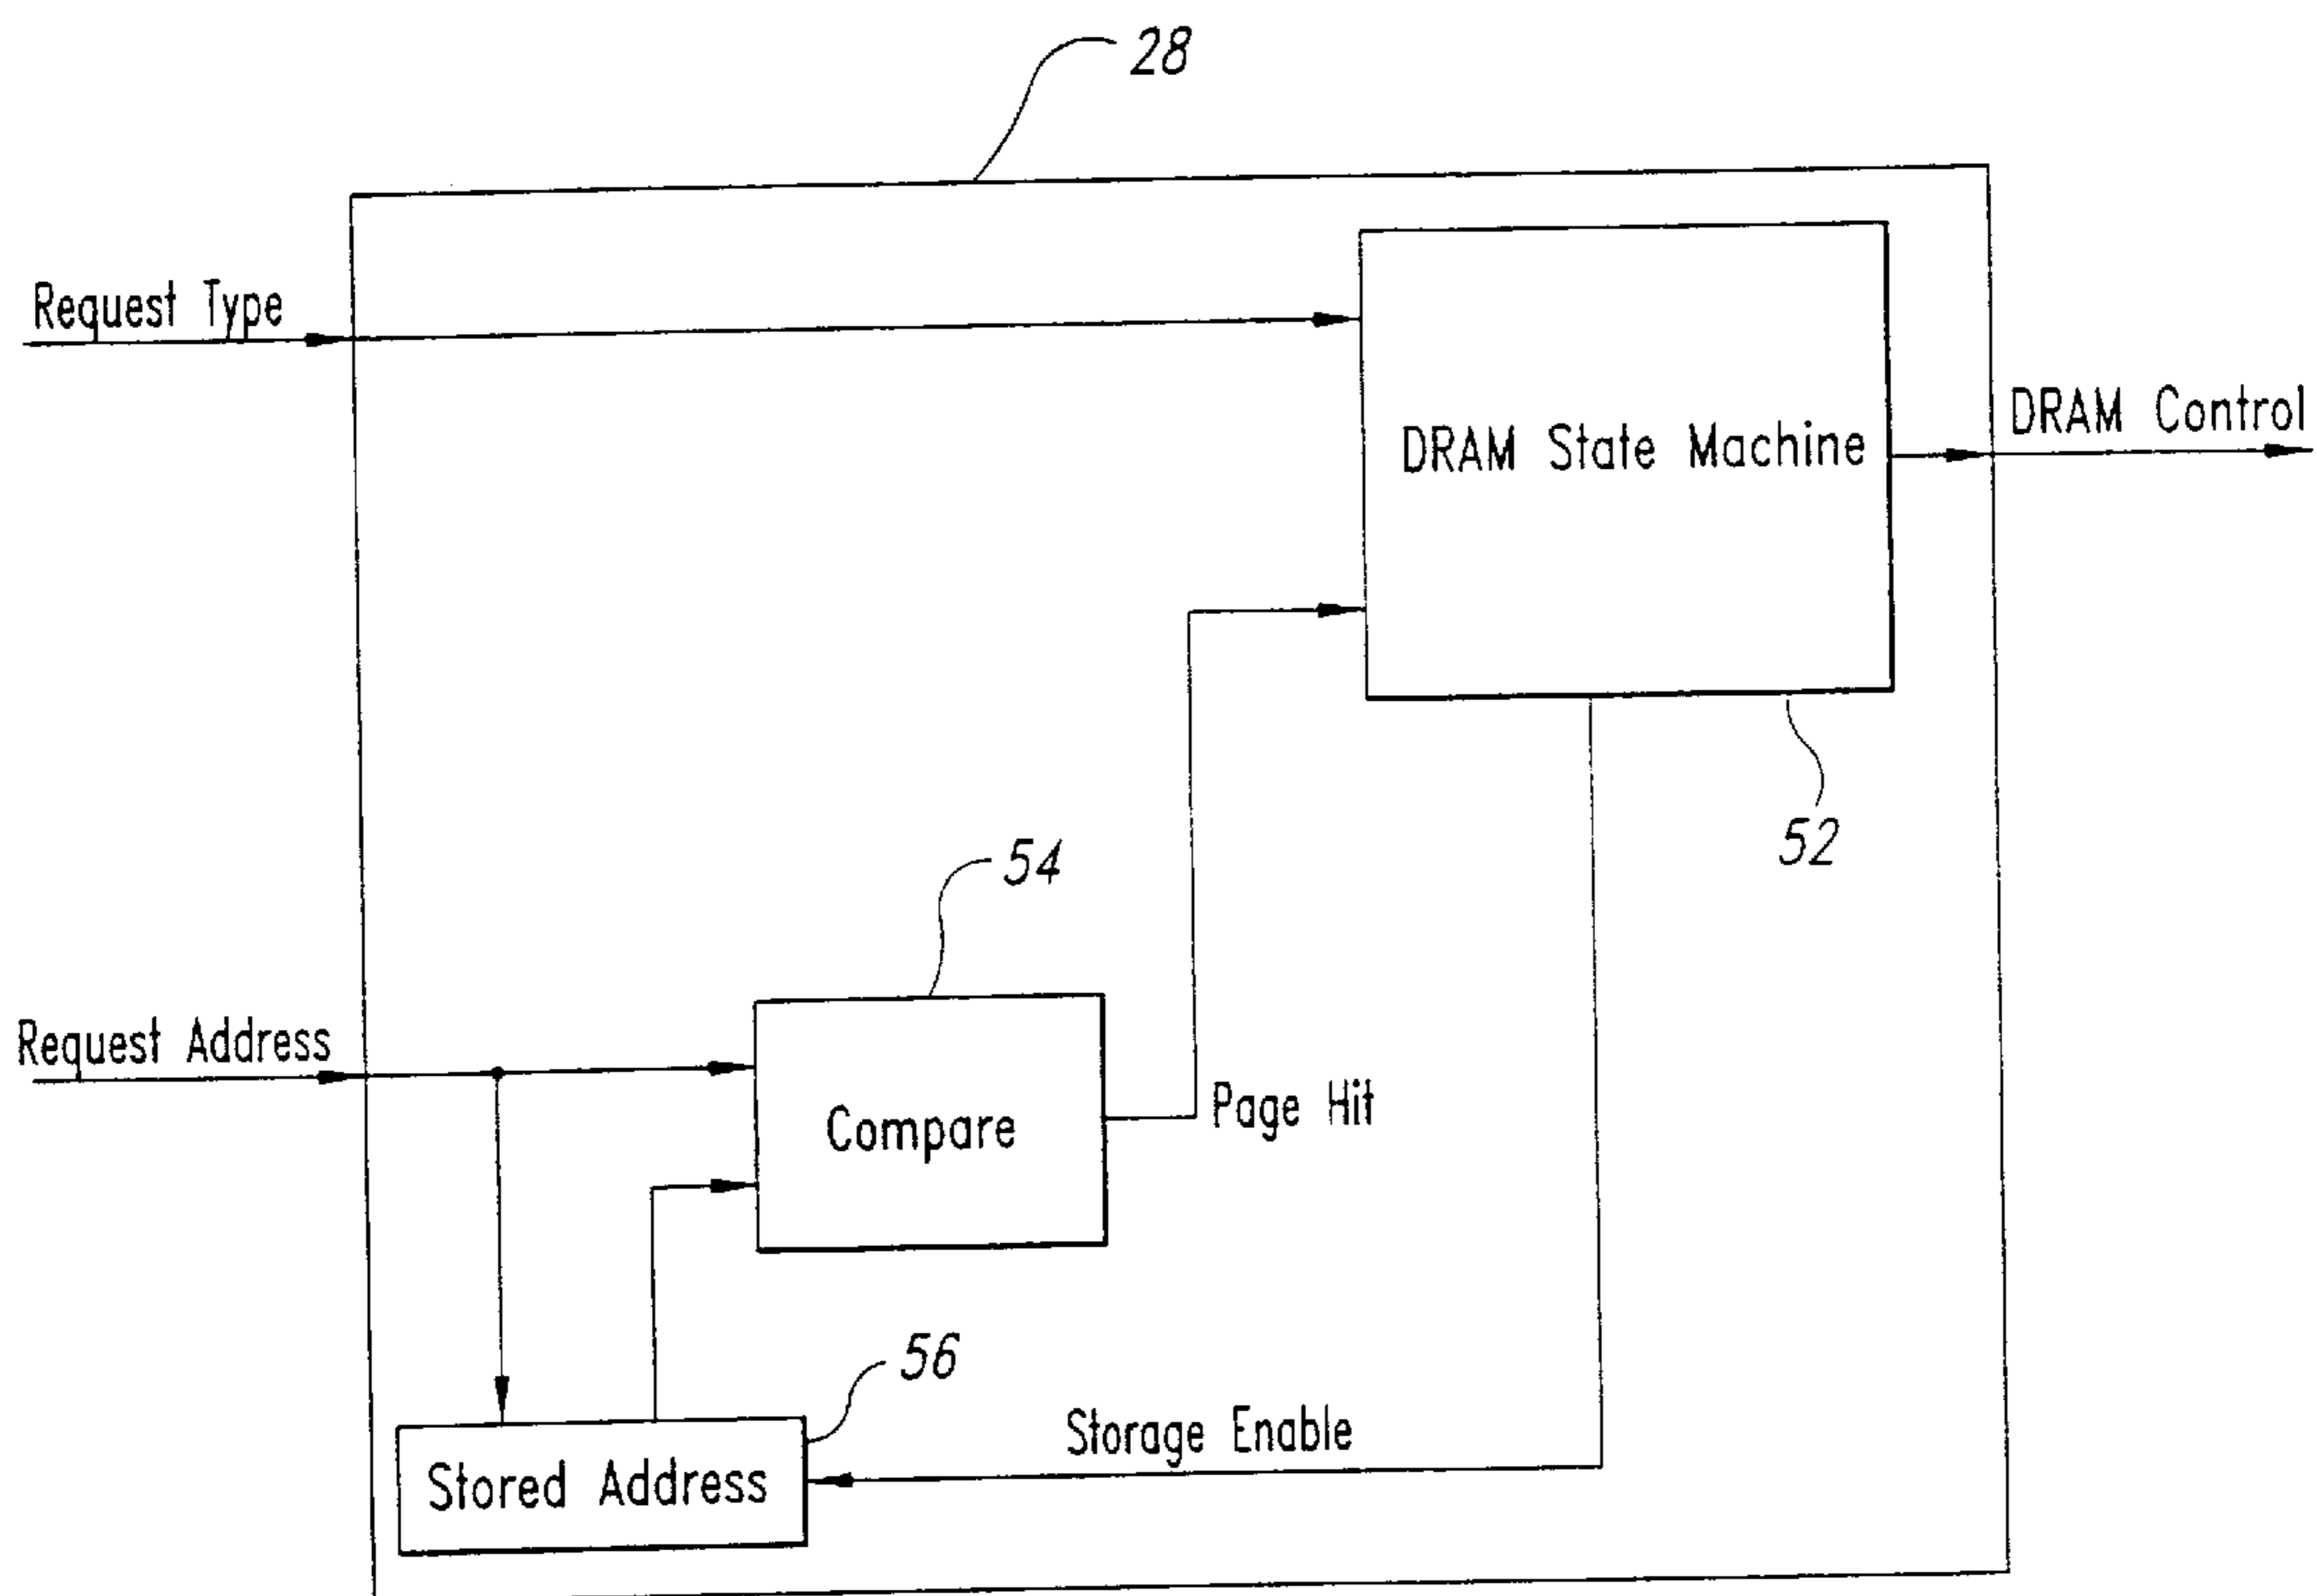 28
Request Type
DRAM State Machine
DRAM Control
52
54
Request Address
Compare
Page Hit
56
Storage Enable
Stored Address